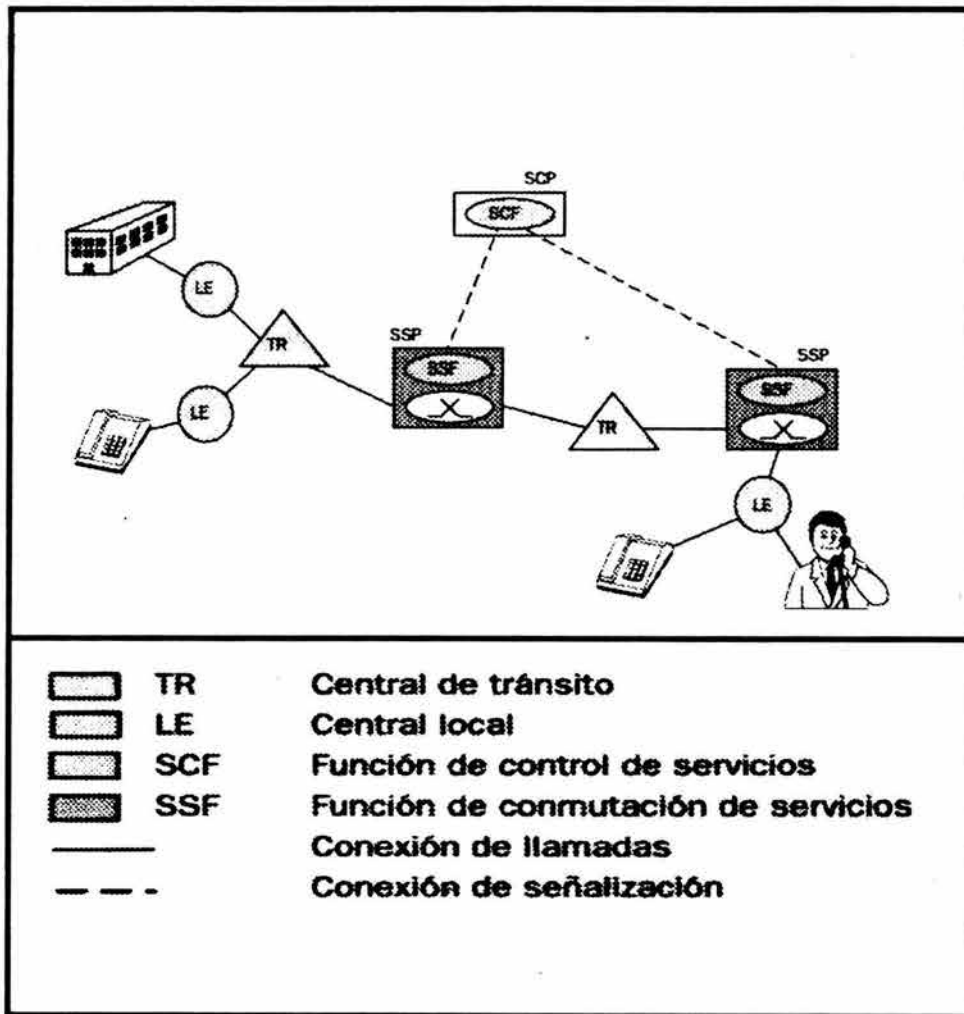 SCP
SCF
LE
TR
SSP
SSF
SSP
SSF
LE
TR
LE
TR Central de tránsito
LE Central local
SCF Función de control de servicios
SSF Función de conmutación de servicios
Conexión de llamadas
Conexión de señalización